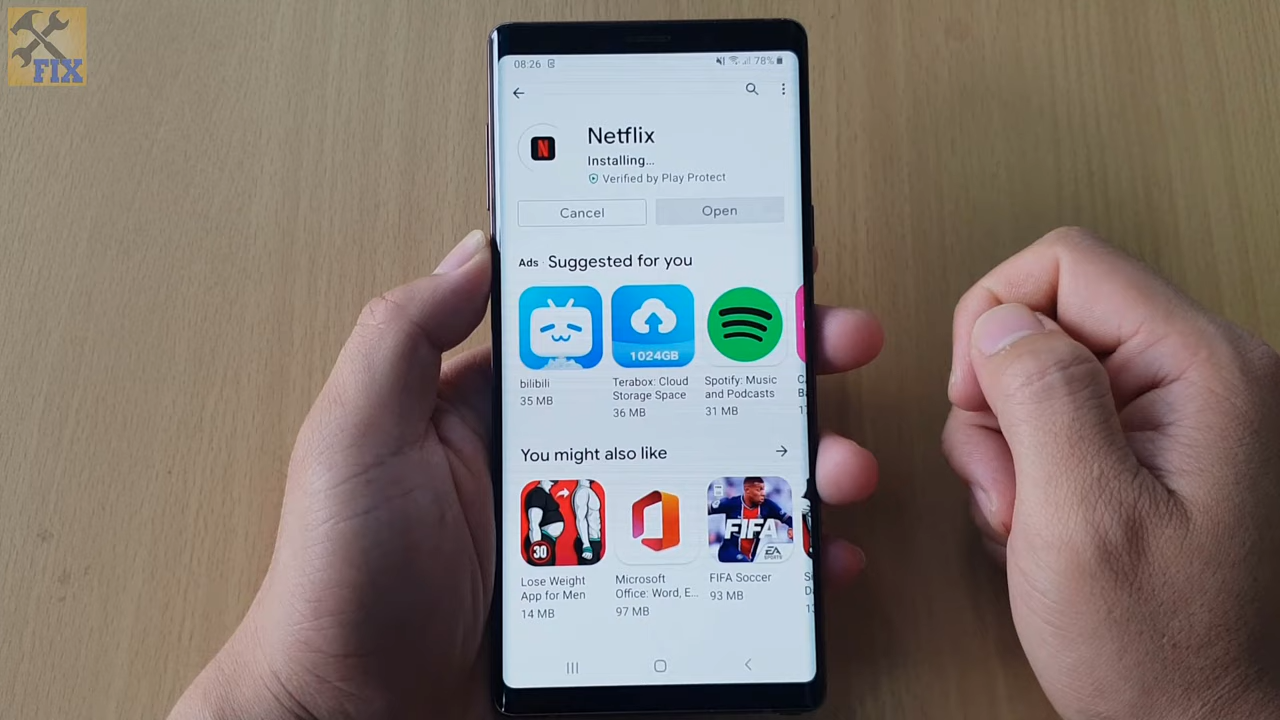 FIX
08:26
78%
Netflix
N
Installing...
Verified by Play Protect
Cancel
Open
Ads · Suggested for you
1024GB
bilibili
35 MB
Terabox: Cloud
Storage Space
36 MB
Spotify: Music
and Podcasts
31 MB
You might also like
30
FIFA
EA
SPORTS
Lose Weight
App for Men
14 MB
Microsoft
Office: Word, E...
97 MB
FIFA Soccer
93 MB